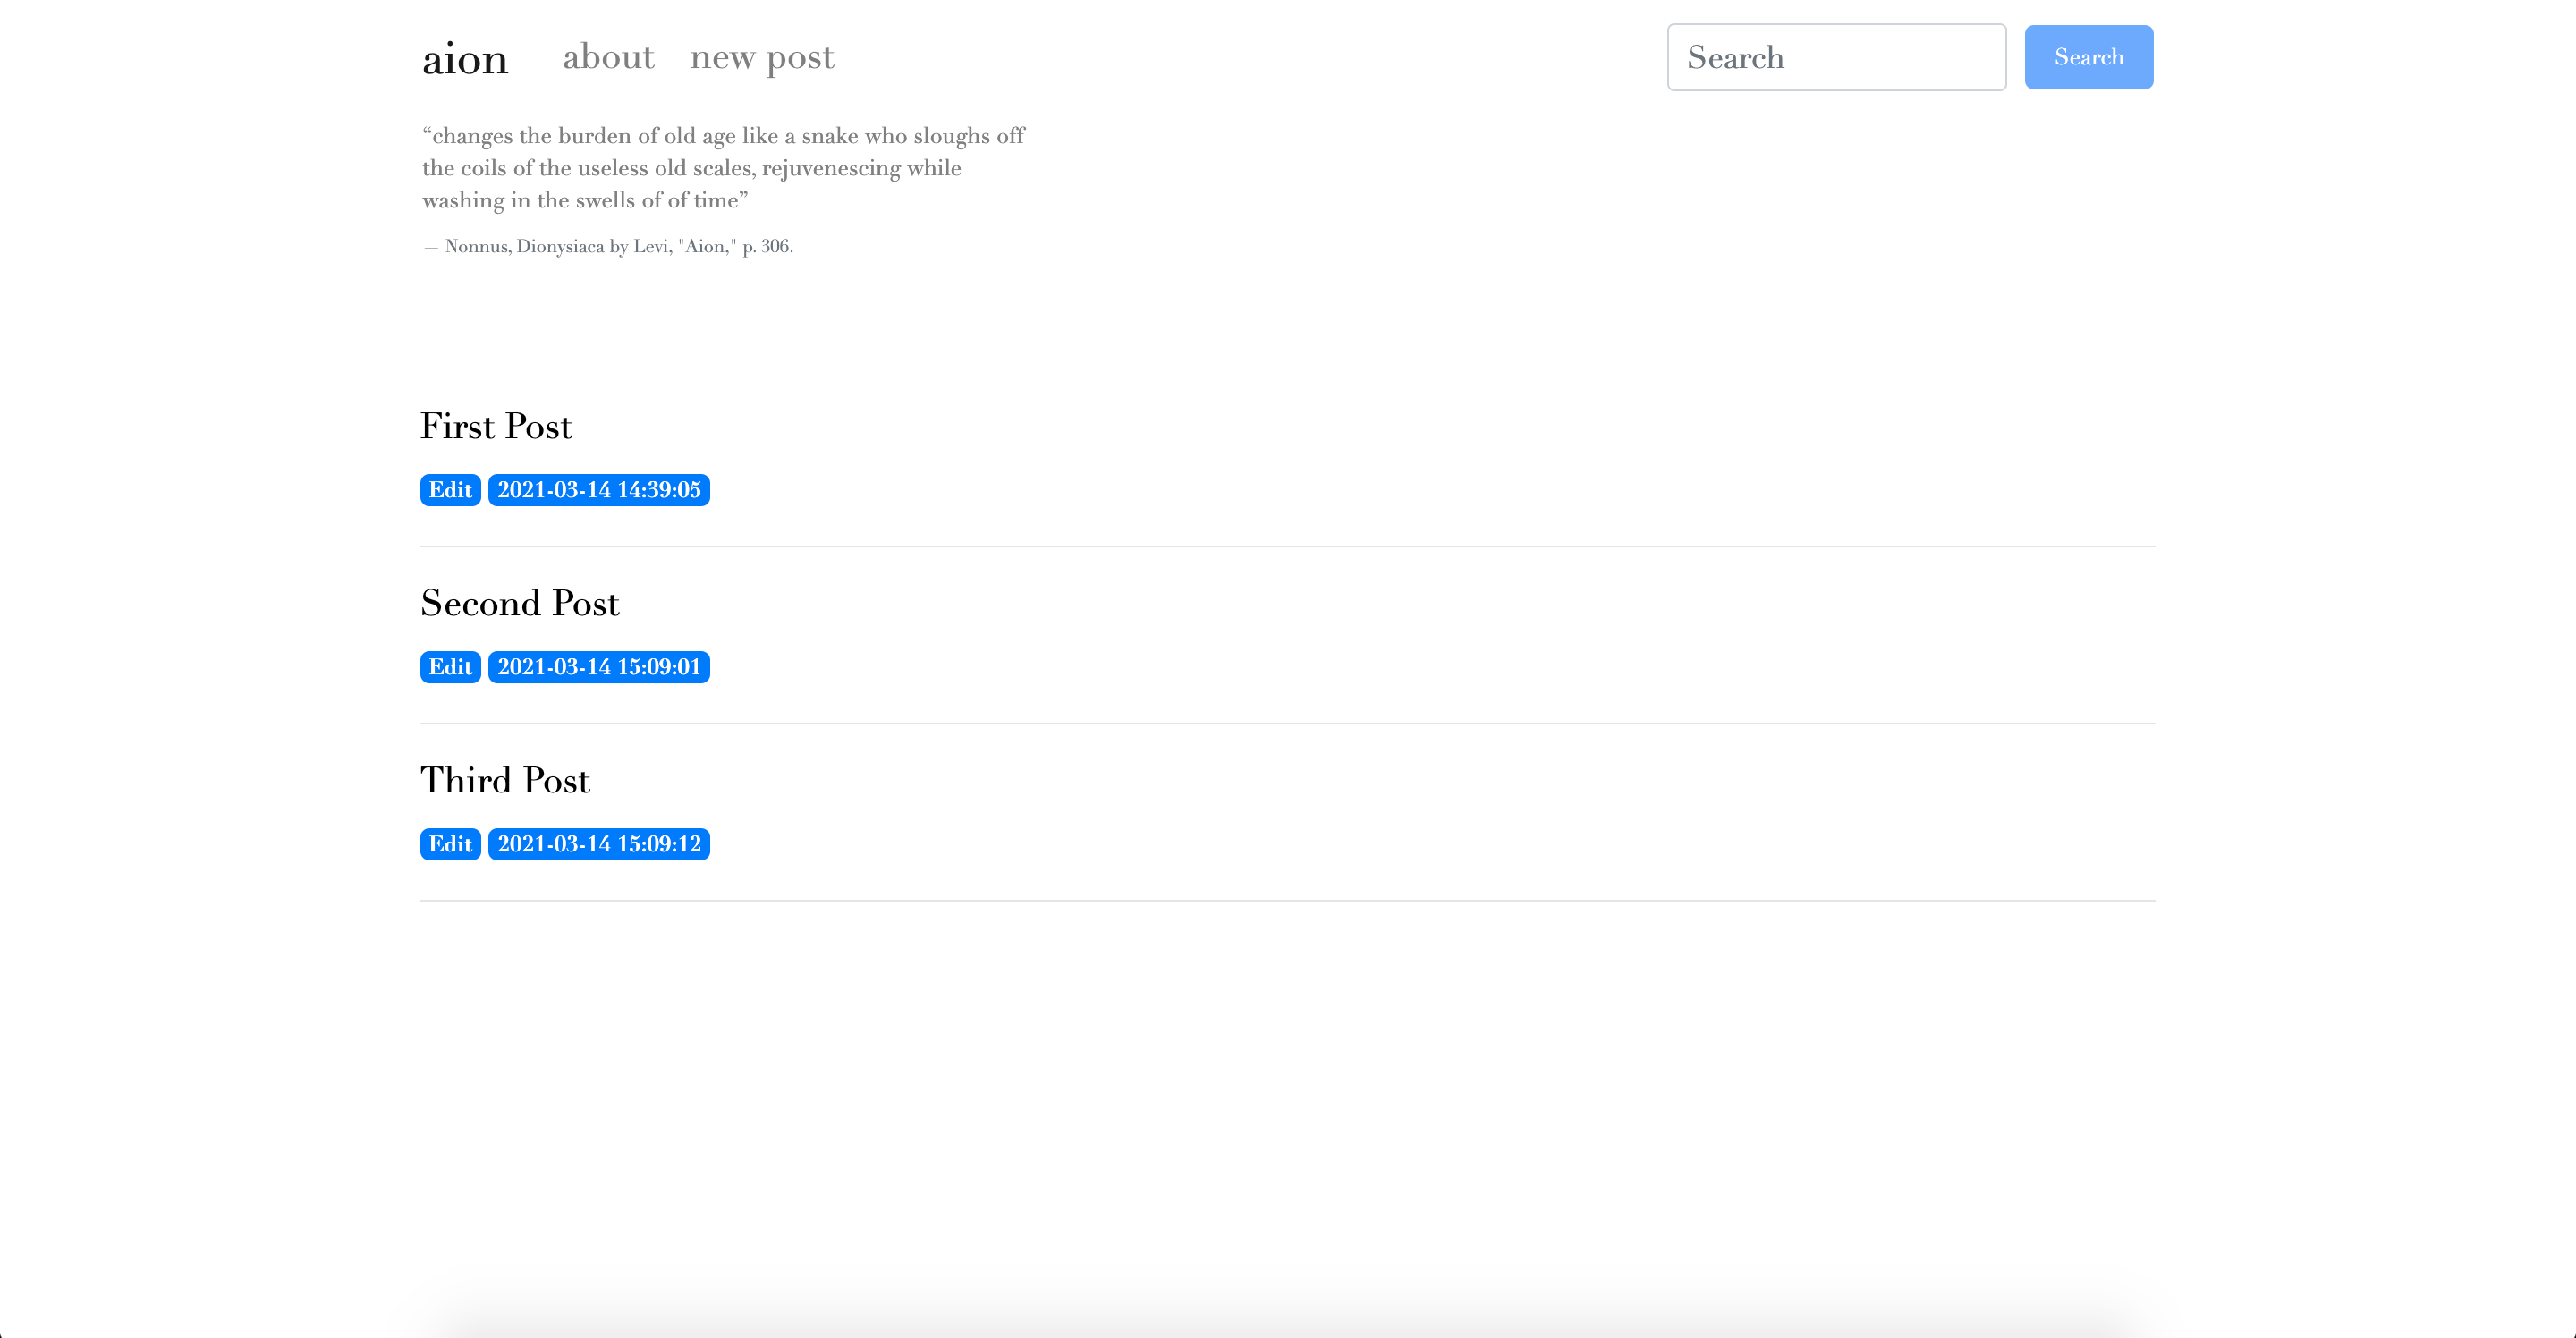 aion about new post Search Search
“changes the burden of old age like a snake who sloughs off
the coils of the useless old scales, rejuvenescing while
washing in the swells of of time”
— Nonnus, Dionysiaca by Levi, "Aion," p. 306.
First Post
Edit 2021-03-14 14:39:05
Second Post
Edit 2021-03-14 15:09:01
Third Post
Edit 2021-03-14 15:09:12